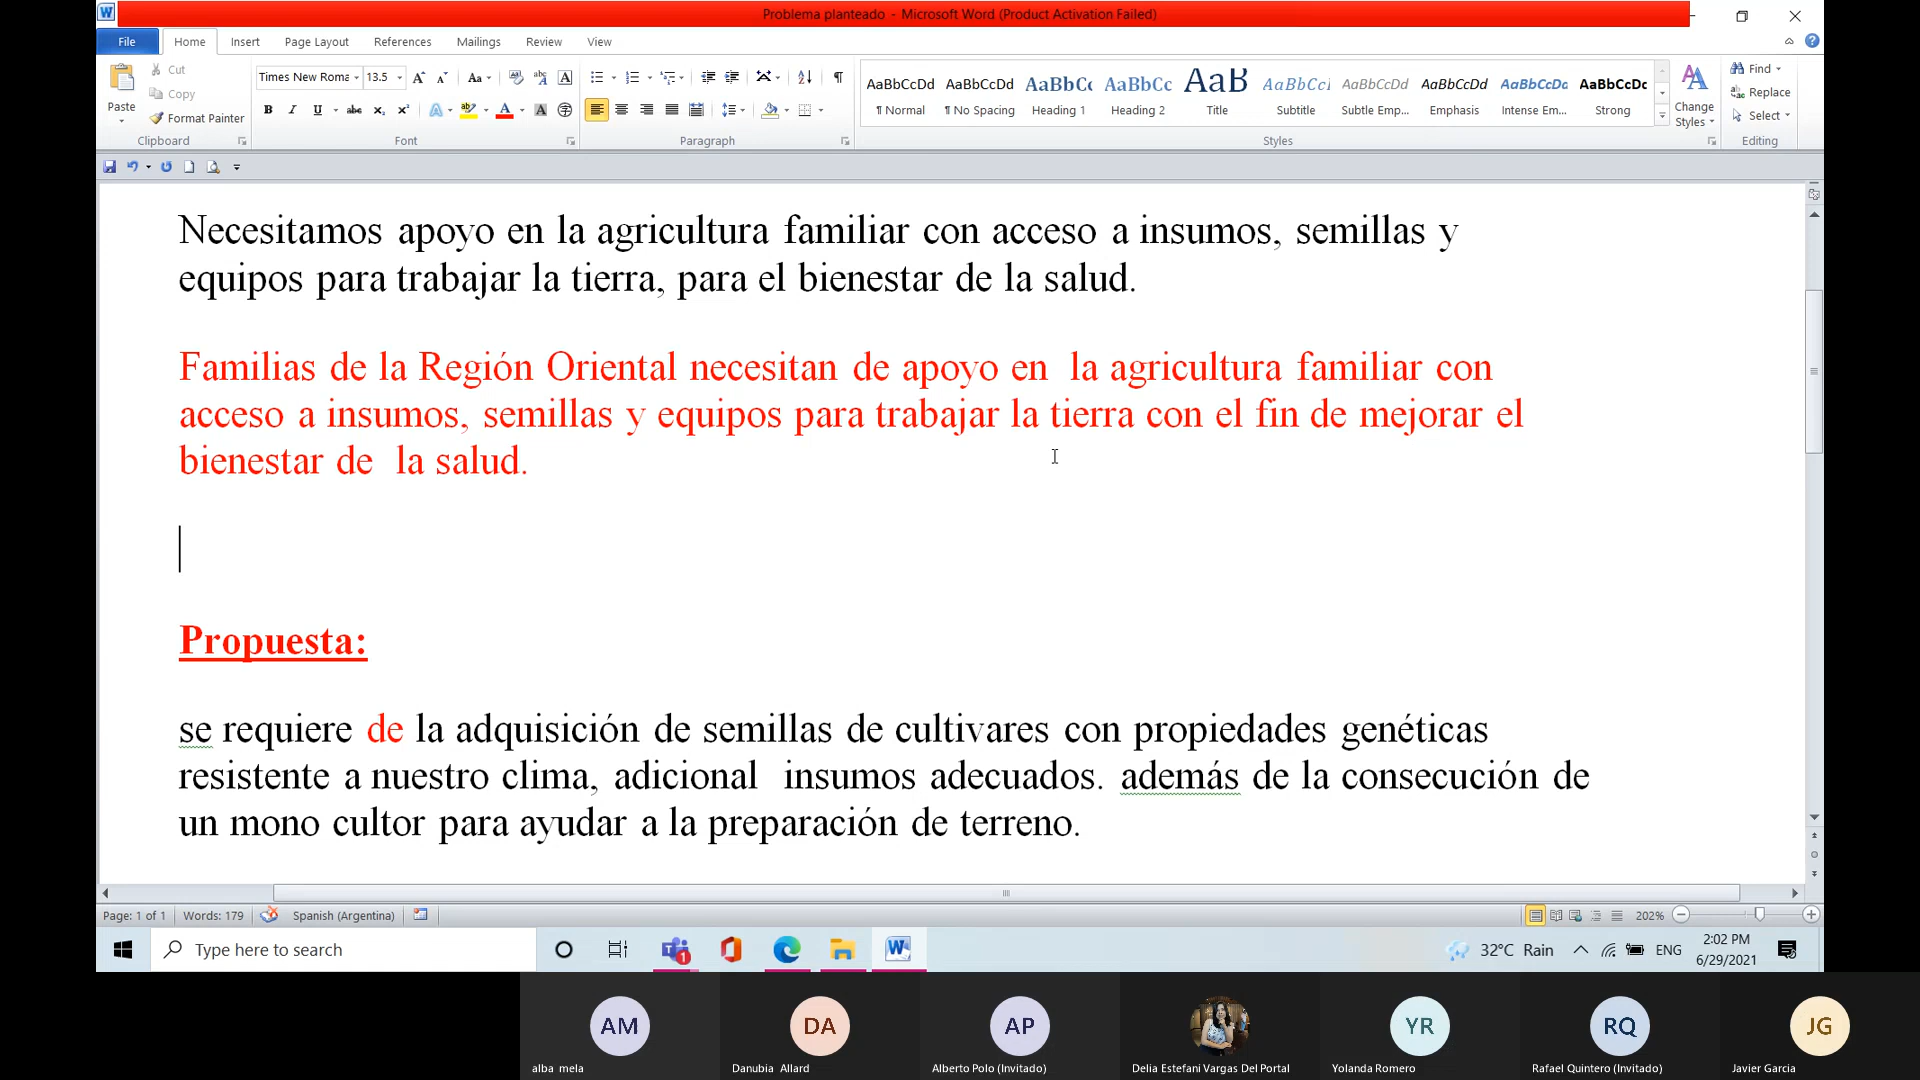 Problema planteado - Microsoft Word (Product Activation Failed)
File Home Insert Page Layout References Mailings Review View
Paste
Cut
Copy
Format Painter
Clipboard
Times New Roma 13.5
Font
Paragraph
AaBbCcDd AaBbCcDd AaBbCc AaBbCc AaB AaBbCcI AaBbCcDd AaBbCcDd AaBbCcDc AaBbCcDc
¶ Normal ¶ No Spacing Heading 1 Heading 2 Title Subtitle Subtle Emp... Emphasis Intense Em... Strong
Styles
Change Styles
Find
Replace
Select
Editing
Necesitamos apoyo en la agricultura familiar con acceso a insumos, semillas y
equipos para trabajar la tierra, para el bienestar de la salud.
Familias de la Región Oriental necesitan de apoyo en la agricultura familiar con
acceso a insumos, semillas y equipos para trabajar la tierra con el fin de mejorar el
bienestar de la salud.
Propuesta:
se requiere de la adquisición de semillas de cultivares con propiedades genéticas
resistente a nuestro clima, adicional insumos adecuados. además de la consecución de
un mono cultor para ayudar a la preparación de terreno.
Page: 1 of 1 Words: 179 Spanish (Argentina) 202%
Type here to search 1 32°C Rain ENG 2:02 PM
6/29/2021
AM DA AP YR RQ JG
alba mela Danubia Allard Alberto Polo (Invitado) Delia Estefani Vargas Del Portal Yolanda Romero Rafael Quintero (Invitado) Javier Garcia